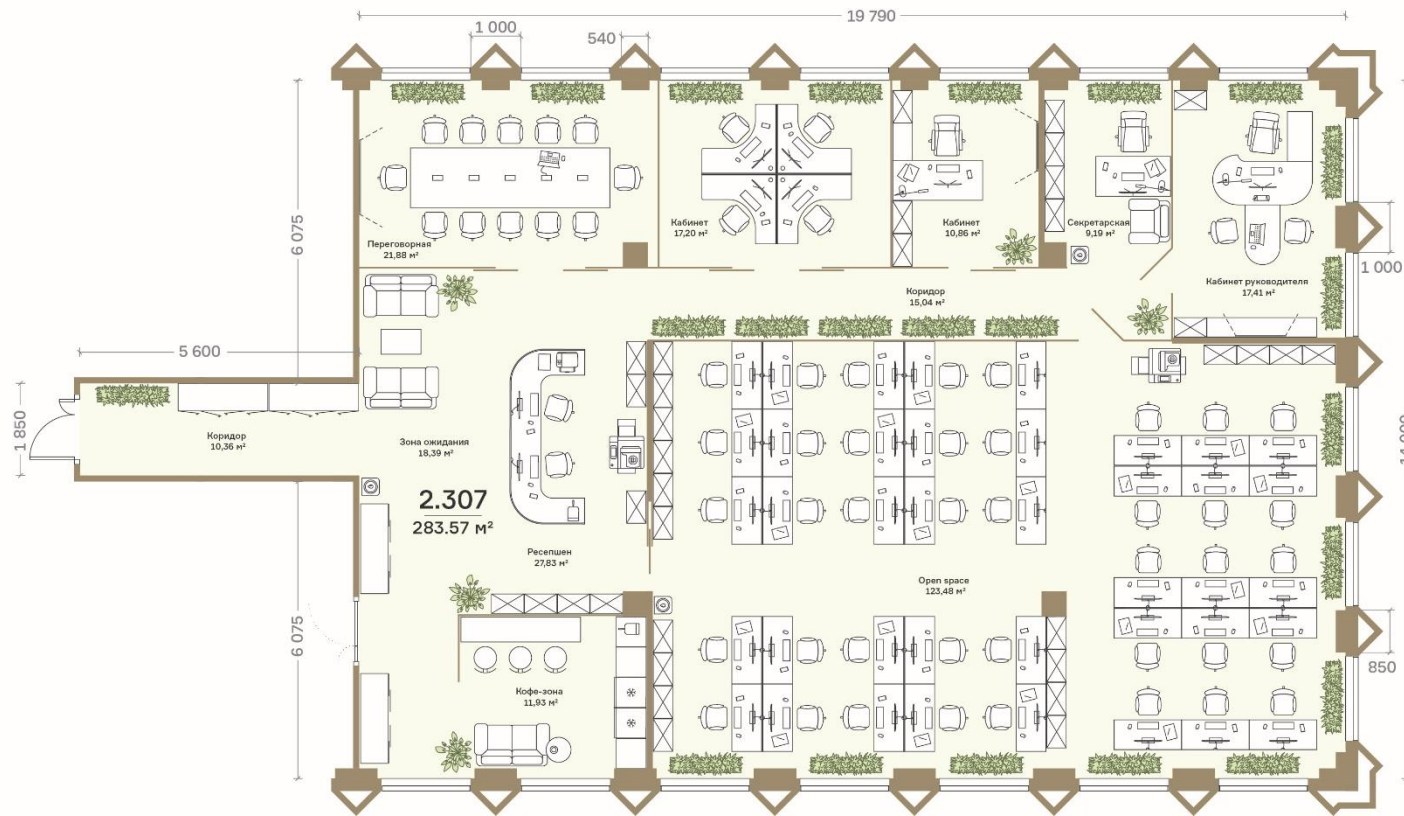 19 790
1 000
540
6 075
Переговорная
21,88 м²
Кабинет
17,20 м²
Кабинет
10,86 м²
Секретарская
9,19 м²
Кабинет руководителя
17,41 м²
1 000
Коридор
15,04 м²
5 600
1 850
Коридор
10,36 м²
Зона ожидания
18,39 м²
2.307
283.57 м²
Ресепшен
27,83 м²
Open space
123,48 м²
14 000
6 075
Кофе-зона
11,93 м²
850